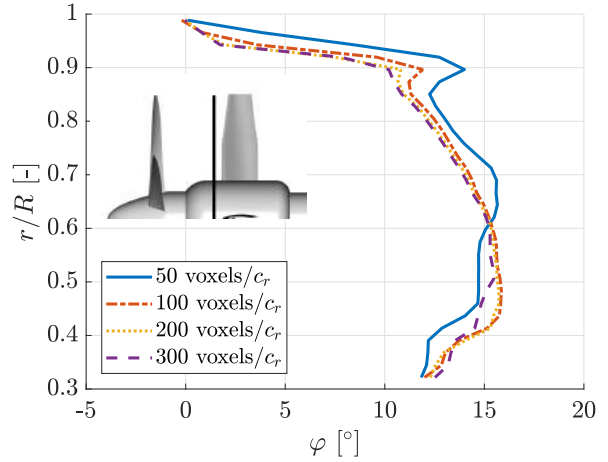 1
0.9
0.8
0.7
0.6
0.5
0.4
0.3
r/R [-]
50 voxels/c_r
100 voxels/c_r
200 voxels/c_r
300 voxels/c_r
-5 0 5 10 15 20
φ [°]